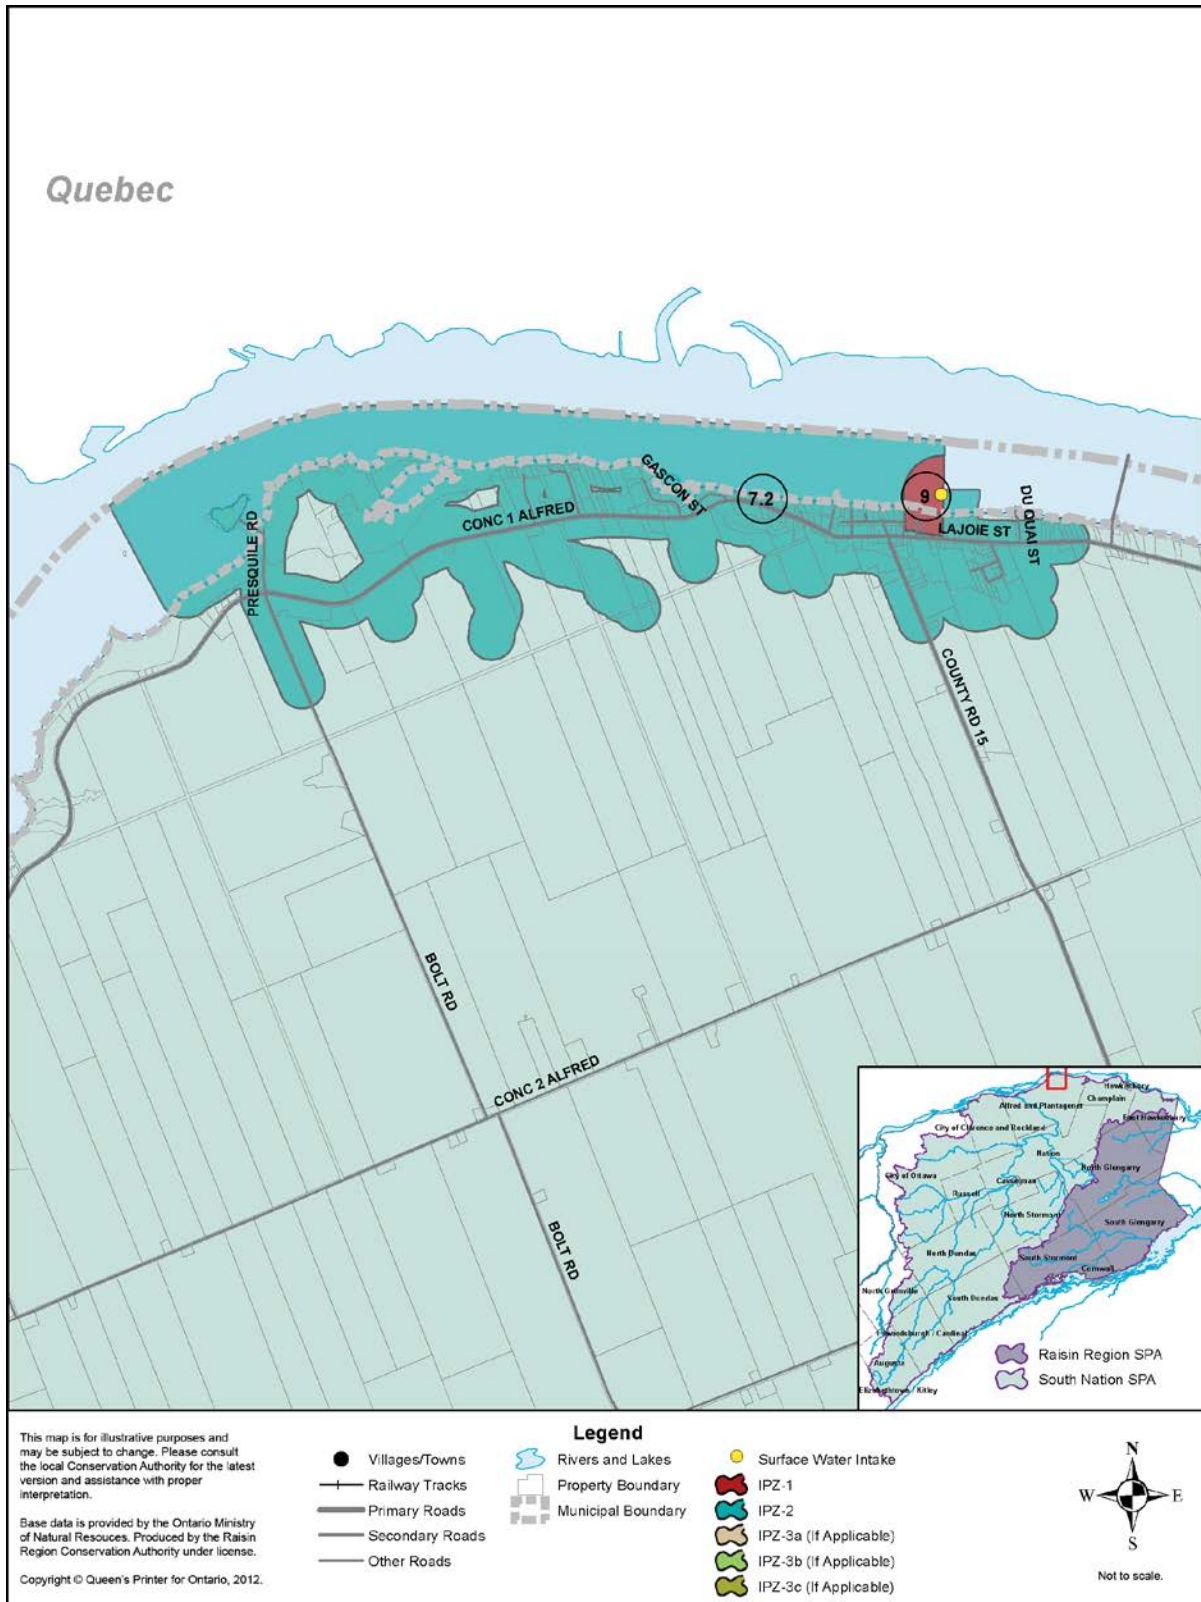 Quebec
GASCON ST
7.2
9
CONC 1 ALFRED
PRESQUILE RD
LAJOIE ST
DU QUAI ST
COUNTY RD 15
BOLT RD
CONC 2 ALFRED
BOLT RD
Hawkesbury
Champlain
Alfred and Plantagenet
East Hawkesbury
City of Clarence and Rockland
Nation
North Glengarry
City of Ottawa
Casselman
Russell
North Stormont
South Glengarry
North Dundas
South Stormont
Cornwall
North Grenville
South Dundas
Edwardsburgh / Cardinal
Augusta
Elizabethtown / Kitley
Raisin Region SPA
South Nation SPA
This map is for illustrative purposes and
may be subject to change. Please consult
the local Conservation Authority for the latest
version and assistance with proper
interpretation.
Base data is provided by the Ontario Ministry
of Natural Resouces. Produced by the Raisin
Region Conservation Authority under license.
Copyright © Queen's Printer for Ontario, 2012.
Legend
Villages/Towns
Railway Tracks
Primary Roads
Secondary Roads
Other Roads
Rivers and Lakes
Property Boundary
Municipal Boundary
Surface Water Intake
IPZ-1
IPZ-2
IPZ-3a (If Applicable)
IPZ-3b (If Applicable)
IPZ-3c (If Applicable)
N
W E
S
Not to scale.